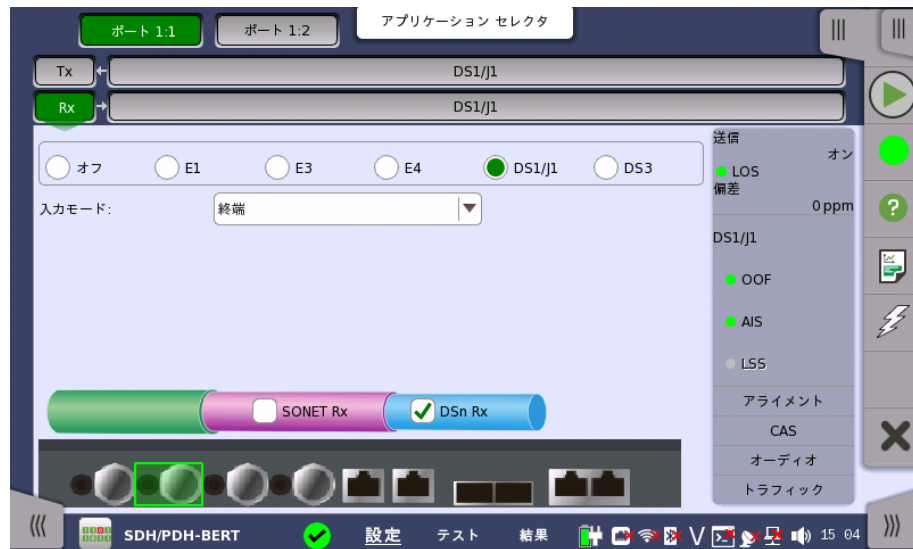 アプリケーション セレクタ
ポート 1:1
ポート 1:2
Tx
DS1/J1
Rx
DS1/J1
オフ
E1
E3
E4
DS1/J1
DS3
入力モード:
終端
SONET Rx
DSn Rx
送信
オン
LOS
偏差
0 ppm
DS1/J1
OOF
AIS
LSS
アライメント
CAS
オーディオ
トラフィック
SDH/PDH-BERT
設定
テスト
結果
V
15 04